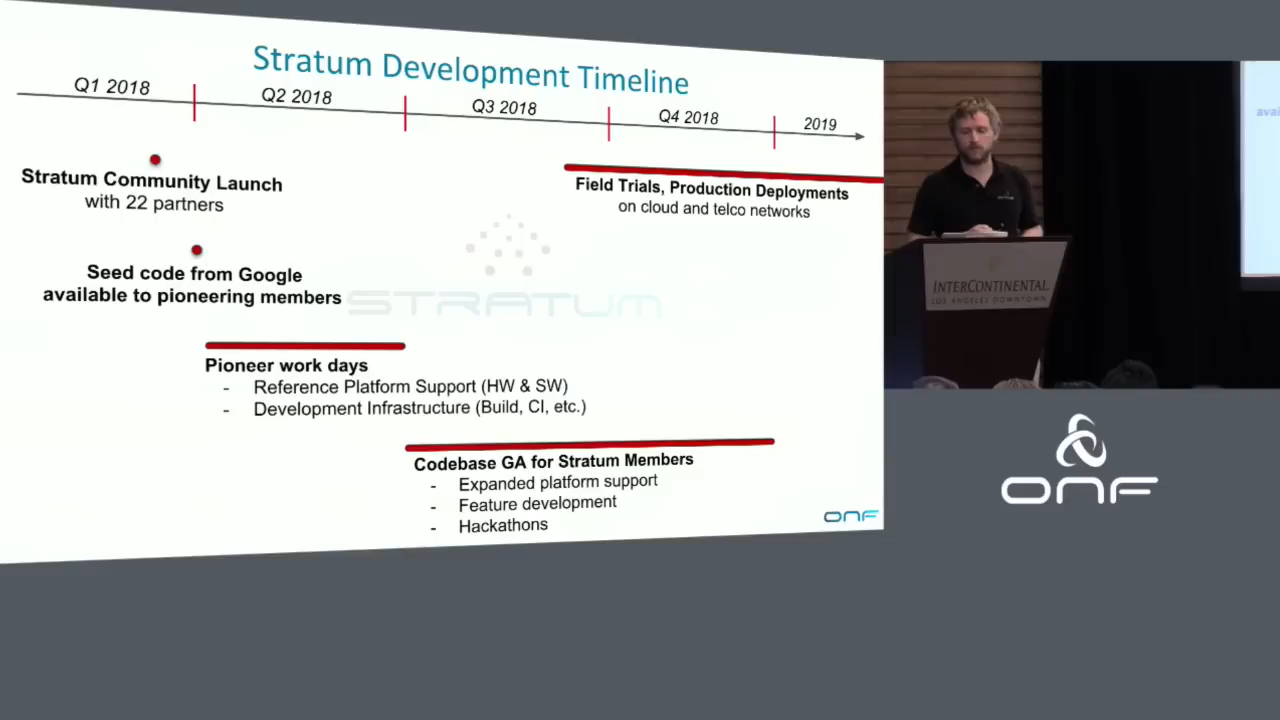 Stratum Development Timeline
Q1 2018
Q2 2018
Q3 2018
Q4 2018
2019
Stratum Community Launch
with 22 partners
Field Trials, Production Deployments
on cloud and telco networks
Seed code from Google
available to pioneering members
STRATUM
Pioneer work days
- Reference Platform Support (HW & SW)
- Development Infrastructure (Build, CI, etc.)
Codebase GA for Stratum Members
- Expanded platform support
- Feature development
- Hackathons
ONF
avai
INTERCONTINENTAL
LOS ANGELES DOWNTOWN
ONF